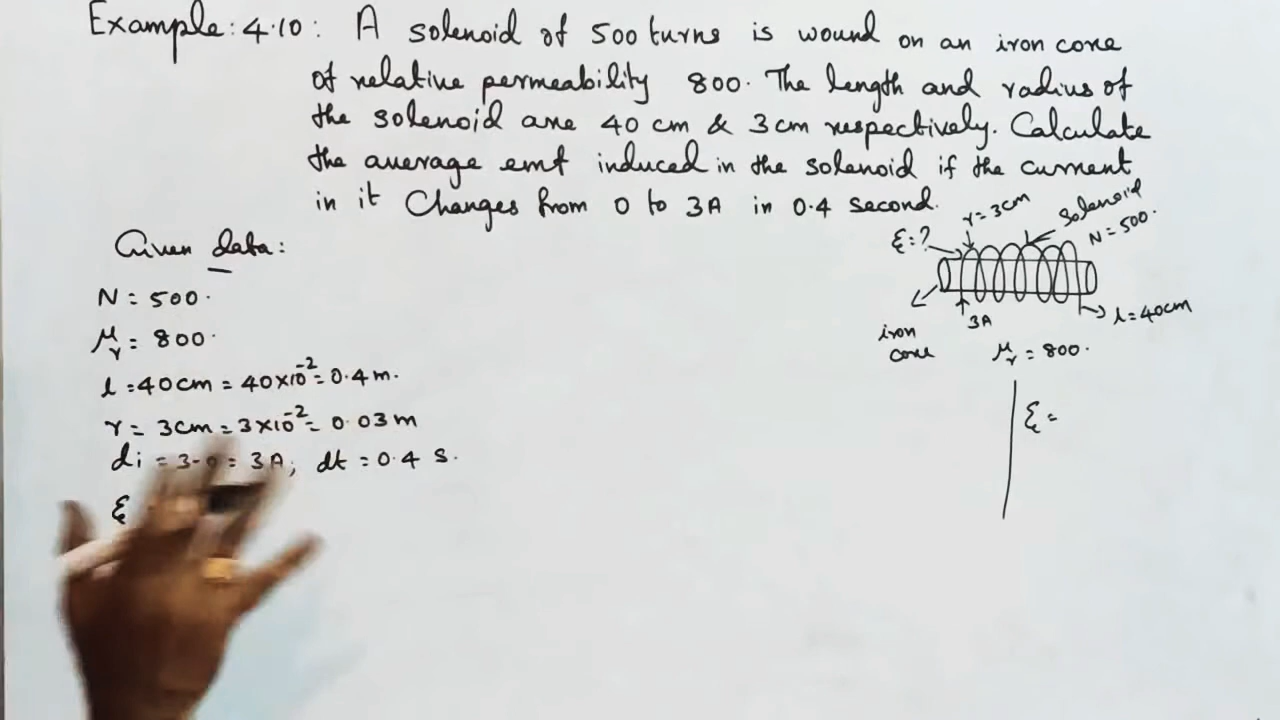 Example: 4.10: A solenoid of 500 turns is wound on an iron core
of relative permeability 800. The length and radius of
the solenoid are 40 cm & 3 cm respectively. Calculate
the average emf induced in the solenoid if the current
in it Changes from 0 to 3A in 0.4 second.
Given data:
N = 500.
μr = 800.
l = 40cm = 40×10⁻² = 0.4 m.
r = 3cm = 3×10⁻² = 0.03 m
di = 3-0 = 3A; dt = 0.4 s.
ξ
ξ = ?
r = 3cm
Solenoid
N = 500.
iron
core
3A
l = 40cm
μr = 800.
ξ =